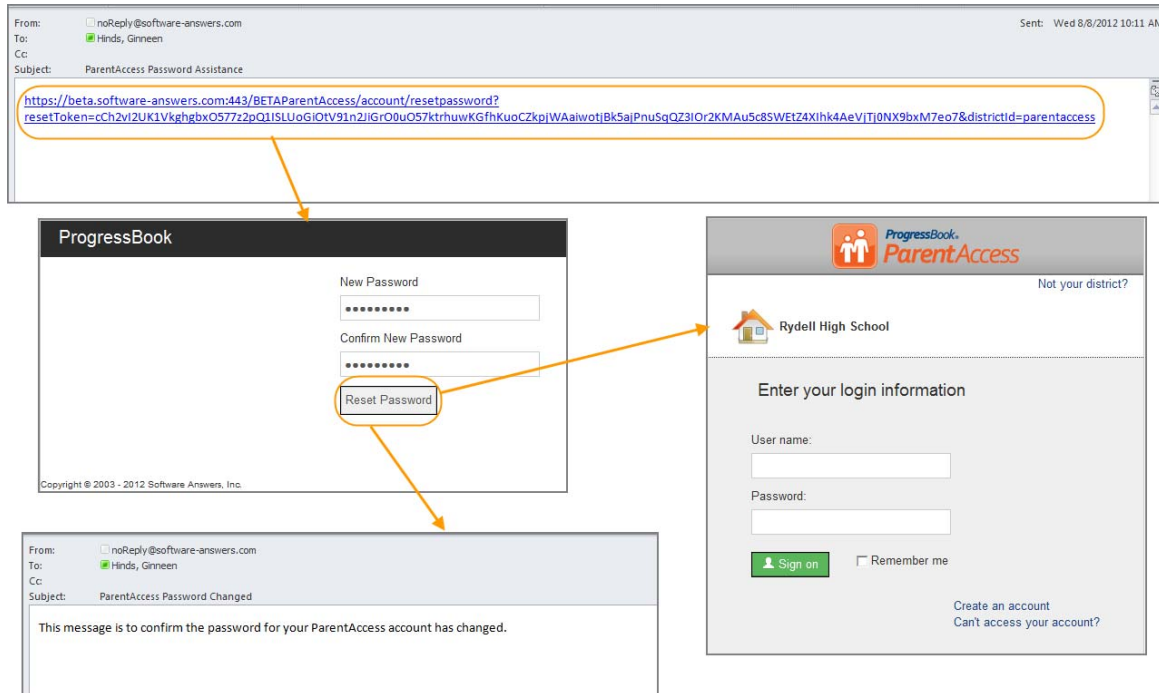 From: noReply@software-answers.com Sent: Wed 8/8/2012 10:11 AM
To: Hinds, Ginneen
Cc:
Subject: ParentAccess Password Assistance
https://beta.software-answers.com:443/BETAParentAccess/account/resetpassword?
resetToken=cCh2vI2UK1VkghgbxO577z2pQ1ISLUoGiOtV91n2JiGrO0uO57ktrhuwKGfhKuoCZkpjWAaiwotjBk5ajPnuSqQZ3IOr2KMAu5c8SWEtZ4XIhk4AeVjTj0NX9bxM7eo7&districtId=parentaccess
ProgressBook
New Password
Confirm New Password
Reset Password
Copyright © 2003 - 2012 Software Answers, Inc.
ProgressBook®
ParentAccess
Not your district?
Rydell High School
Enter your login information
User name:
Password:
Sign on Remember me
Create an account
Can't access your account?
From: noReply@software-answers.com
To: Hinds, Ginneen
Cc:
Subject: ParentAccess Password Changed
This message is to confirm the password for your ParentAccess account has changed.